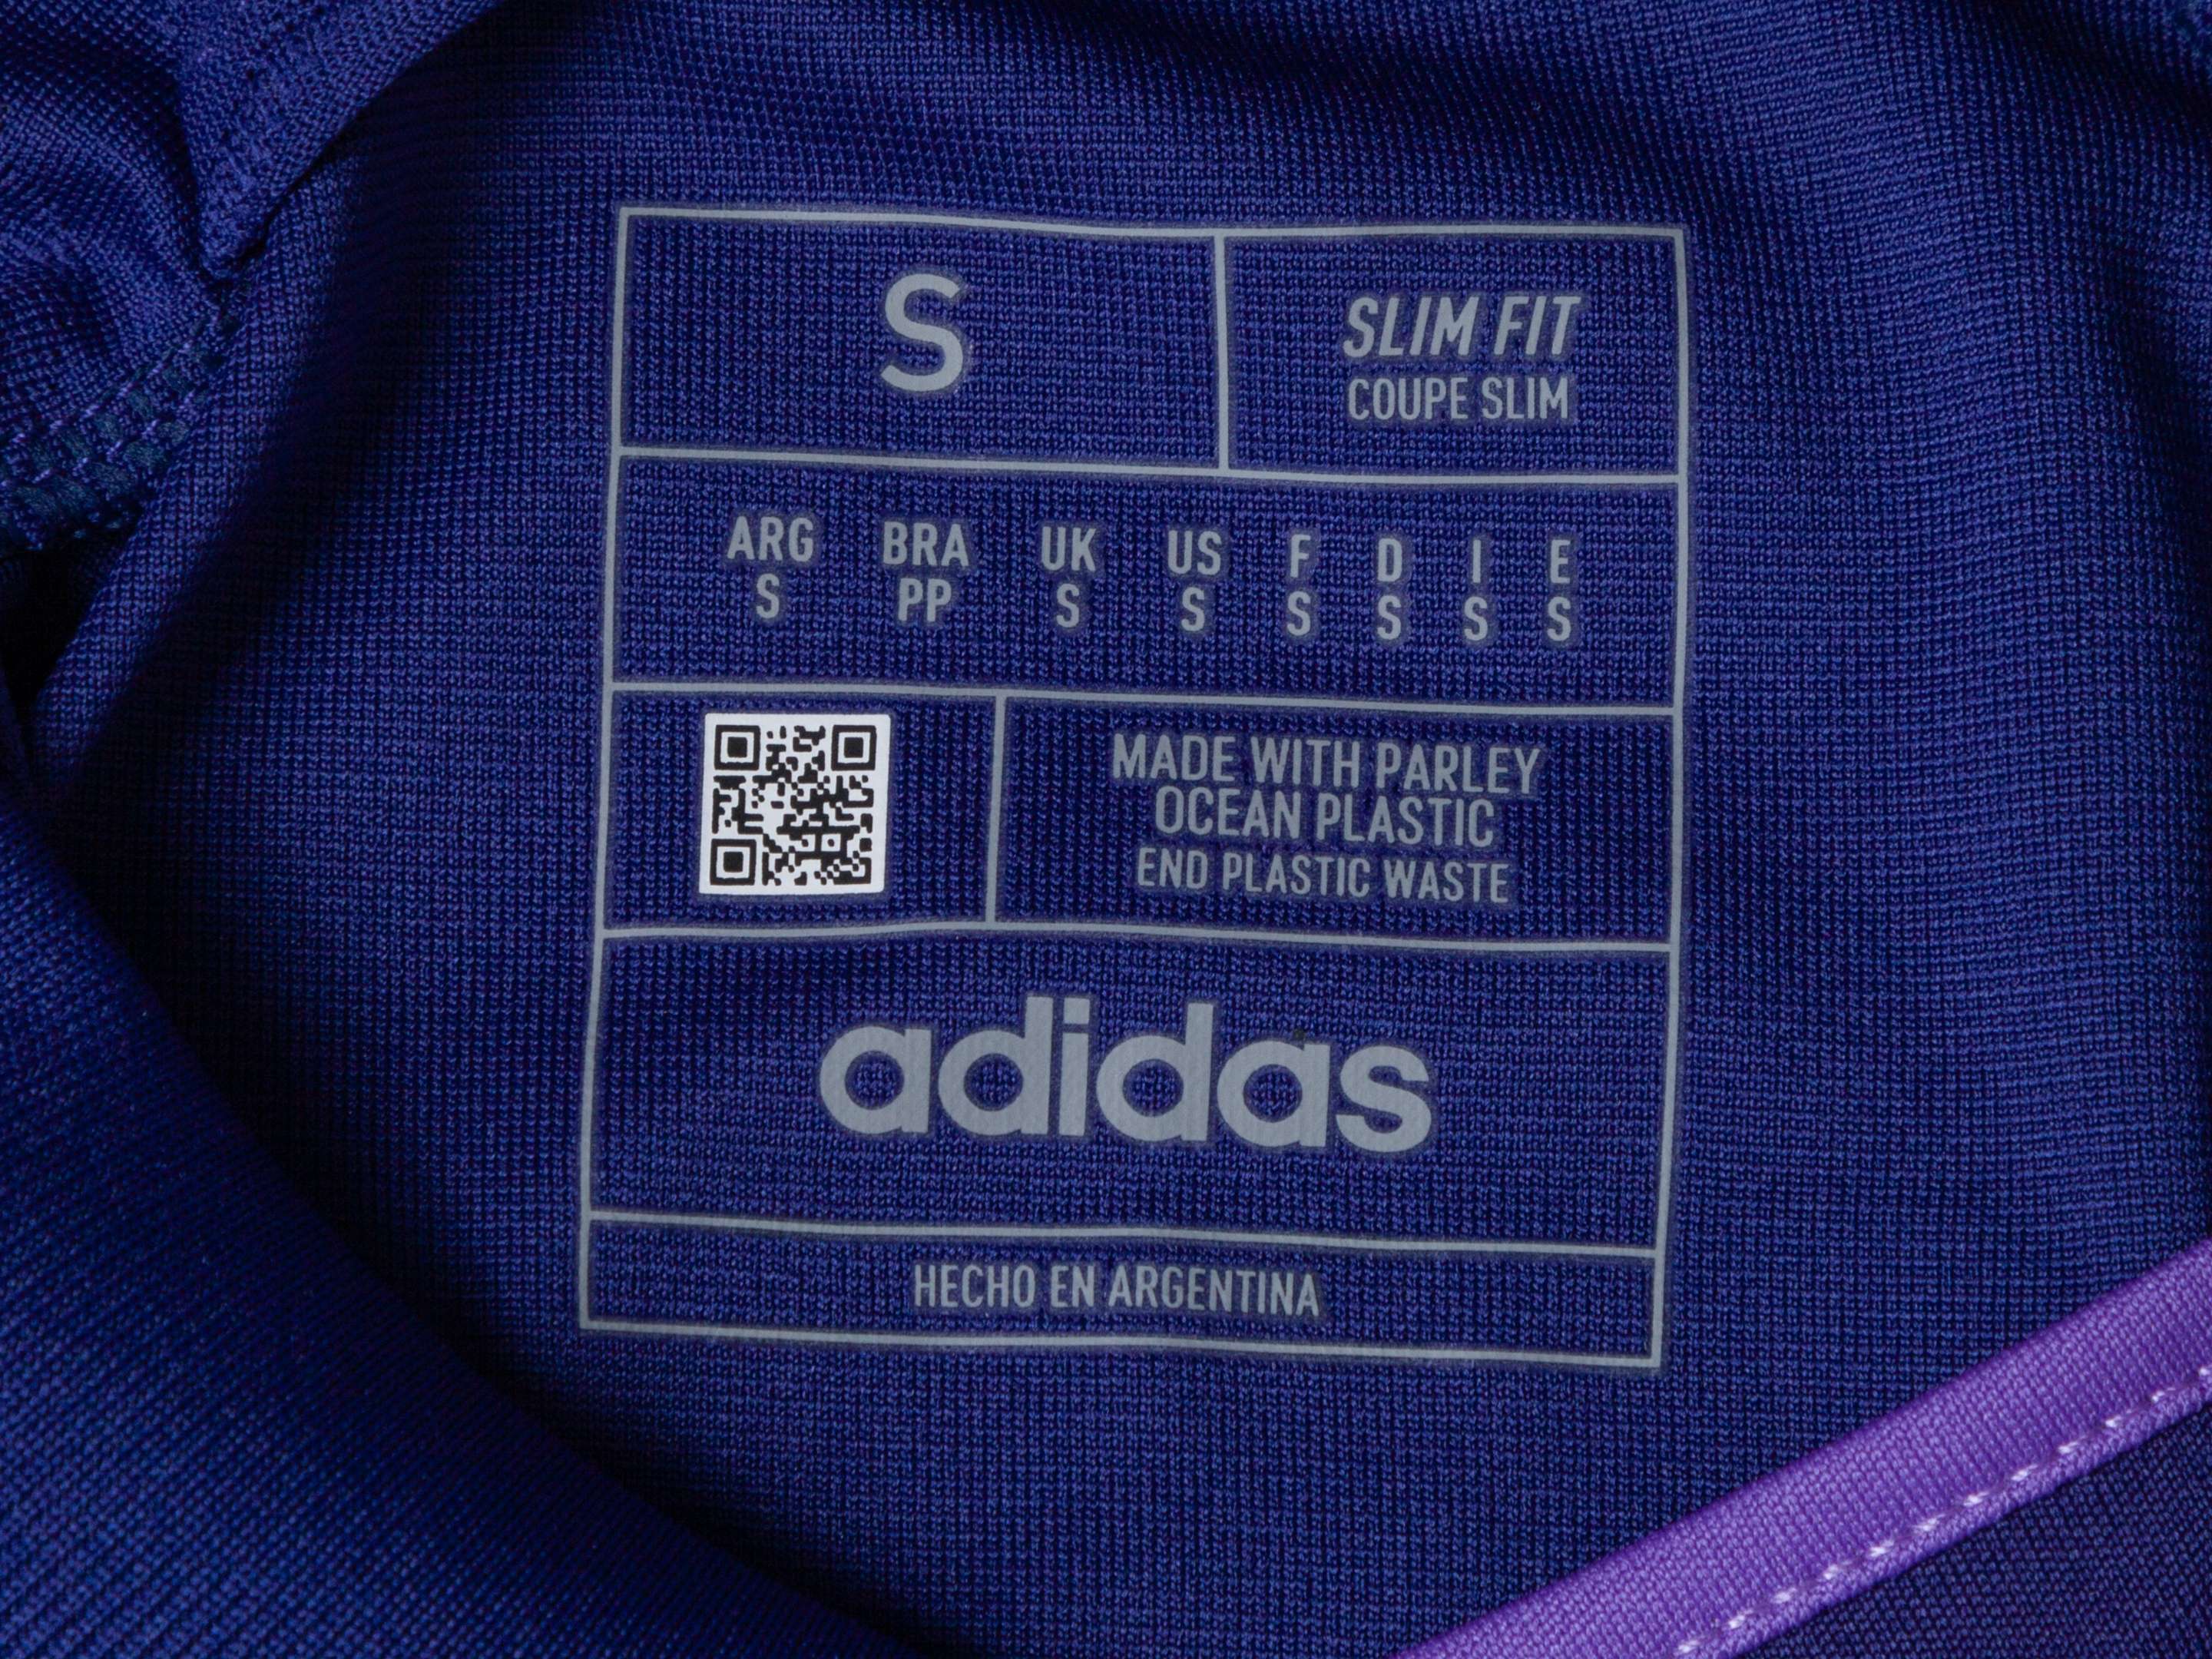 S
SLIM FIT
COUPE SLIM
ARG BRA UK US F D I E
S PP S S S S S S
MADE WITH PARLEY
OCEAN PLASTIC
END PLASTIC WASTE
adidas
HECHO EN ARGENTINA